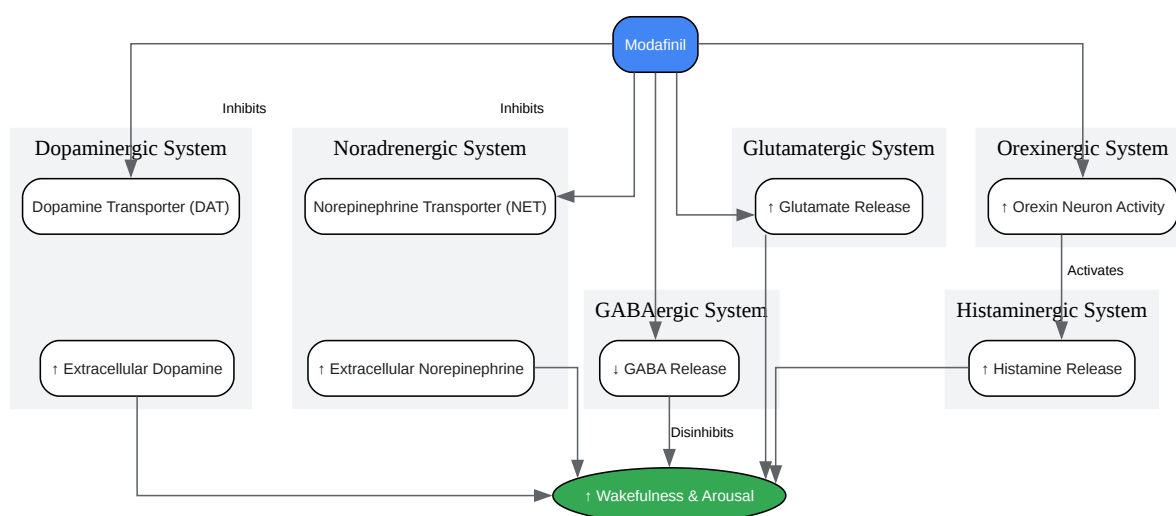 Modafinil
Inhibits
Inhibits
Dopaminergic System
Noradrenergic System
Glutamatergic System
Orexinergic System
Dopamine Transporter (DAT)
Norepinephrine Transporter (NET)
↑ Glutamate Release
↑ Orexin Neuron Activity
Activates
GABAergic System
Histaminergic System
↑ Extracellular Dopamine
↑ Extracellular Norepinephrine
↓ GABA Release
↑ Histamine Release
Disinhibits
↑ Wakefulness & Arousal